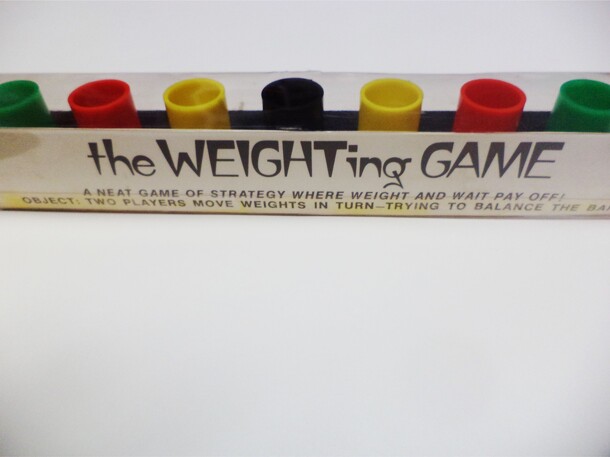 the WEIGHTing GAME
A NEAT GAME OF STRATEGY WHERE WEIGHT AND WAIT PAY OFF!
OBJECT: TWO PLAYERS MOVE WEIGHTS IN TURN—TRYING TO BALANCE THE